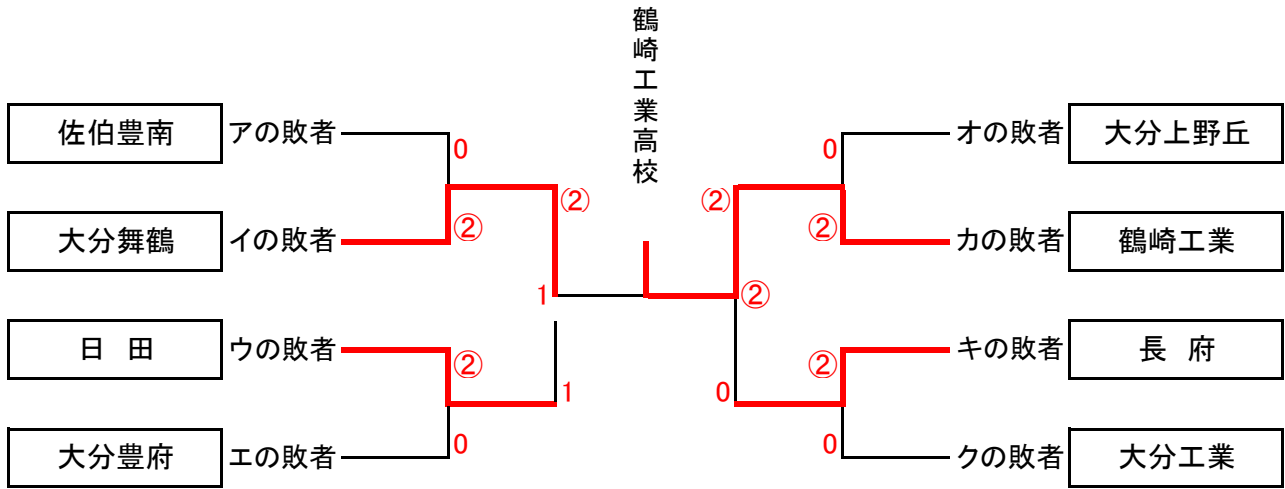 鶴崎工業高校
佐伯豊南 アの敗者 0 0 オの敗者 大分上野丘
② ②
大分舞鶴 イの敗者 ② ② カの敗者 鶴崎工業
1 ②
日 田 ウの敗者 ② ② キの敗者 長 府
1 0
大分豊府 エの敗者 0 0 クの敗者 大分工業